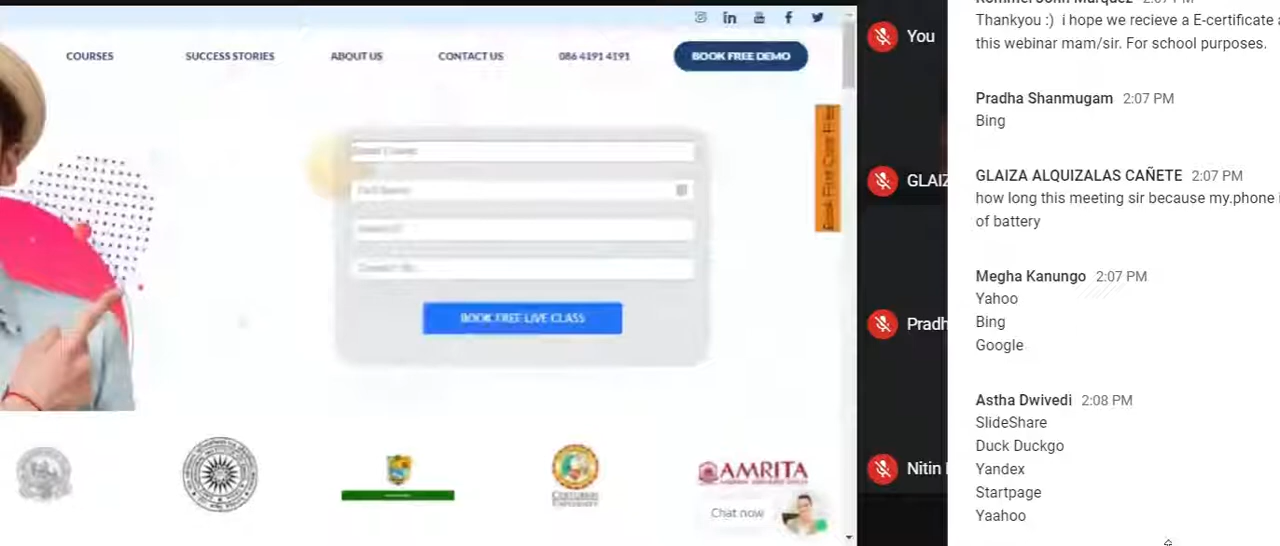 COURSES
SUCCESS STORIES
ABOUT US
CONTACT US
086 4191 4191
BOOK FREE DEMO
BOOK FREE LIVE CLASS
AMRITA
Chat now
You
GLAIZ
Pradh
Nitin
Thankyou :) i hope we recieve a E-certificate
this webinar mam/sir. For school purposes.
Pradha Shanmugam 2:07 PM
Bing
GLAIZA ALQUIZALAS CAÑETE 2:07 PM
how long this meeting sir because my.phone
of battery
Megha Kanungo 2:07 PM
Yahoo
Bing
Google
Astha Dwivedi 2:08 PM
SlideShare
Duck Duckgo
Yandex
Startpage
Yaahoo